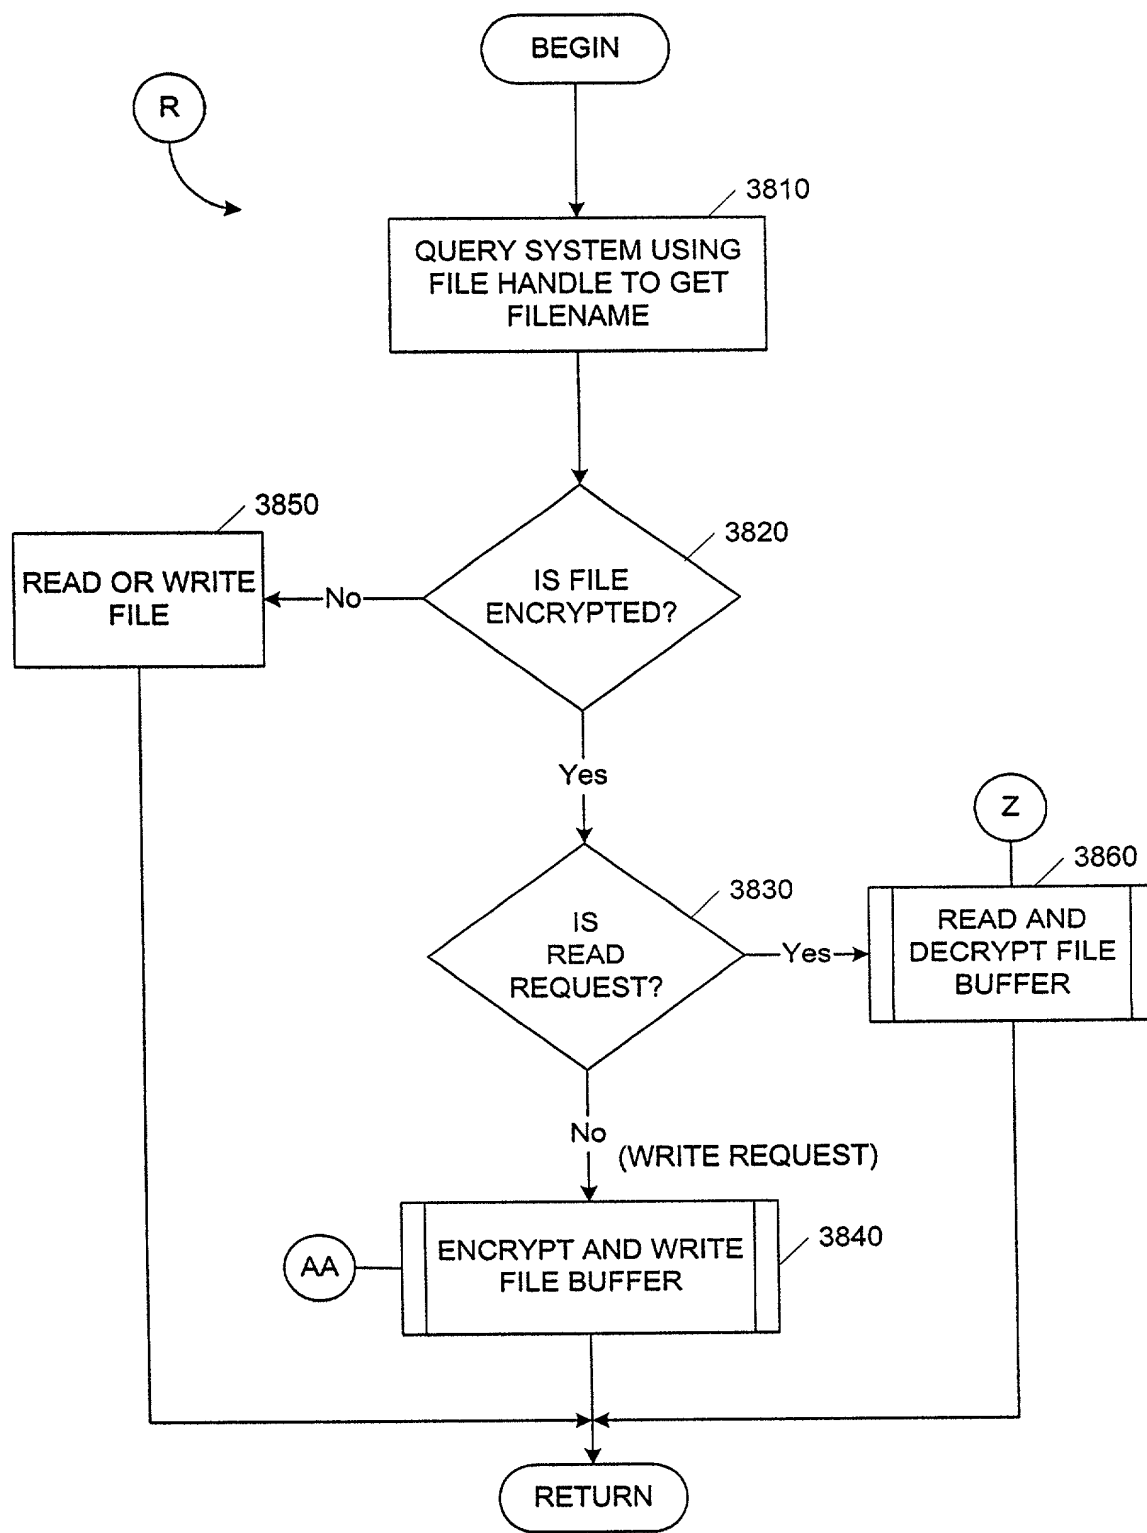 BEGIN
R
3810
QUERY SYSTEM USING
FILE HANDLE TO GET
FILENAME
3850
3820
READ OR WRITE
FILE
No
IS FILE
ENCRYPTED?
Yes
Z
3860
3830
IS
READ
REQUEST?
Yes
READ AND
DECRYPT FILE
BUFFER
No
(WRITE REQUEST)
3840
AA
ENCRYPT AND WRITE
FILE BUFFER
RETURN